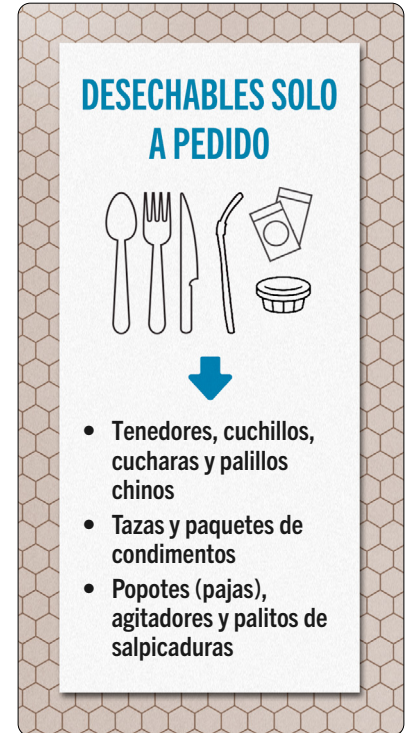 DESECHABLES SOLO
A PEDIDO
• Tenedores, cuchillos,
cucharas y palillos
chinos
• Tazas y paquetes de
condimentos
• Popotes (pajas),
agitadores y palitos de
salpicaduras